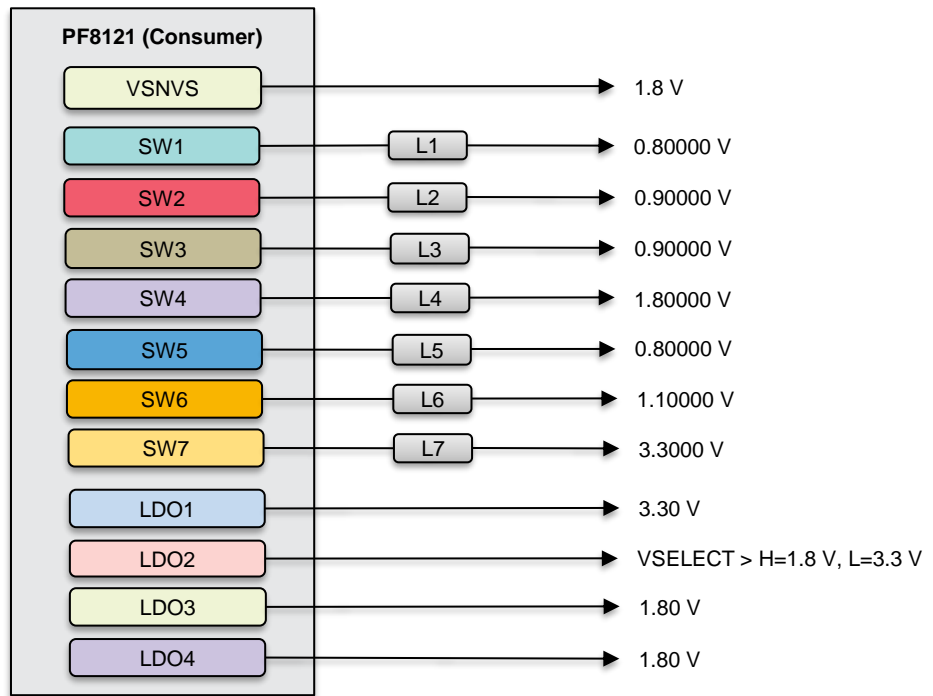 PF8121 (Consumer)
VSNVS 1.8 V
SW1 L1 0.80000 V
SW2 L2 0.90000 V
SW3 L3 0.90000 V
SW4 L4 1.80000 V
SW5 L5 0.80000 V
SW6 L6 1.10000 V
SW7 L7 3.3000 V
LDO1 3.30 V
LDO2 VSELECT > H=1.8 V, L=3.3 V
LDO3 1.80 V
LDO4 1.80 V